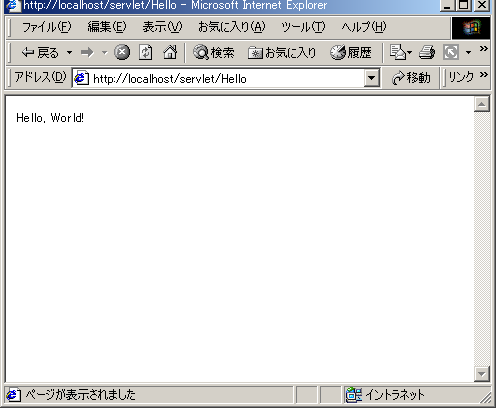 http://localhost/servlet/Hello - Microsoft Internet Explorer
ファイル(F) 編集(E) 表示(V) お気に入り(A) ツール(T) ヘルプ(H)
戻る 検索 お気に入り 履歴 »
アドレス(D) http://localhost/servlet/Hello 移動 リンク »
Hello, World!
ページが表示されました イントラネット